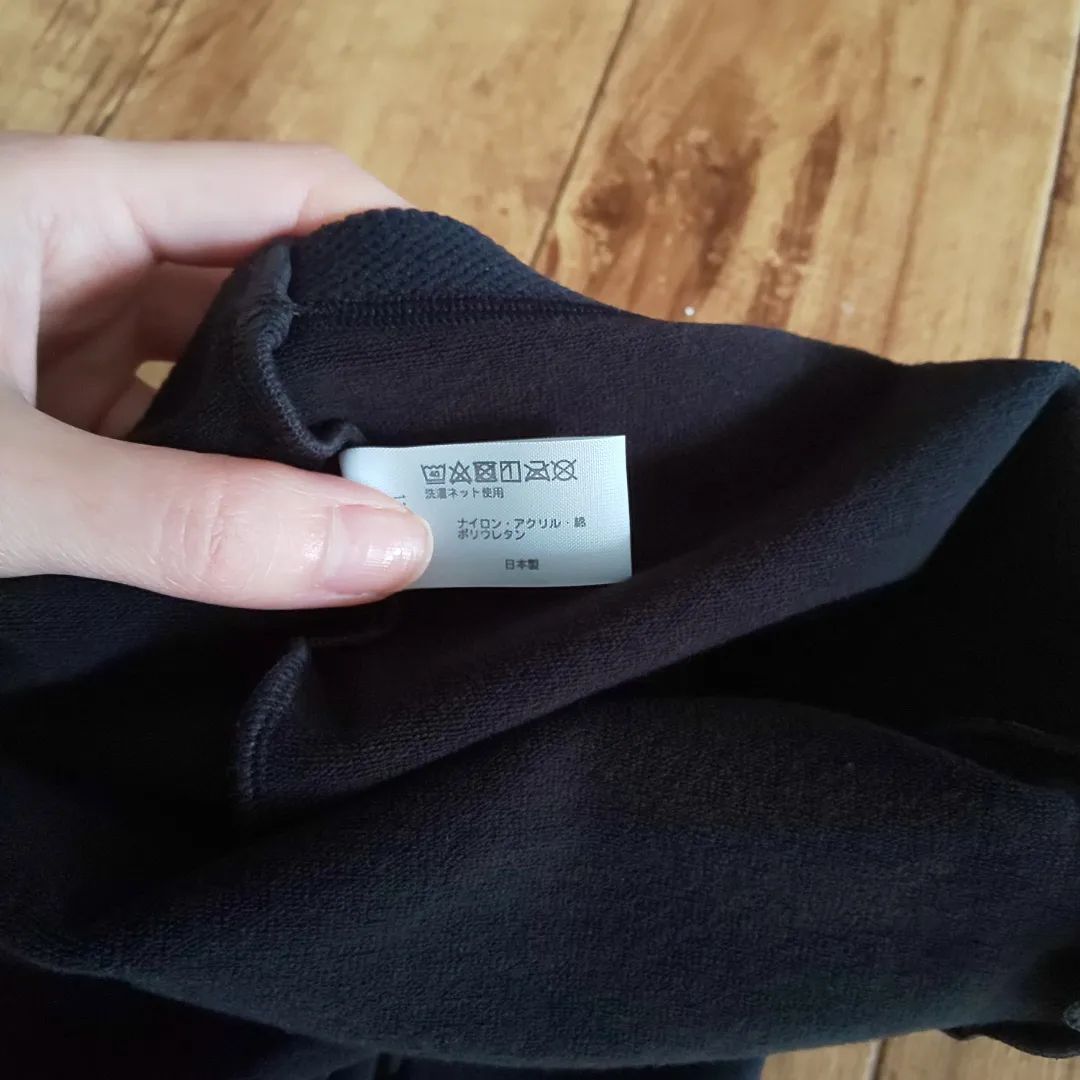 40
洗濯ネット使用
ナイロン・アクリル・綿
ポリウレタン
日本製